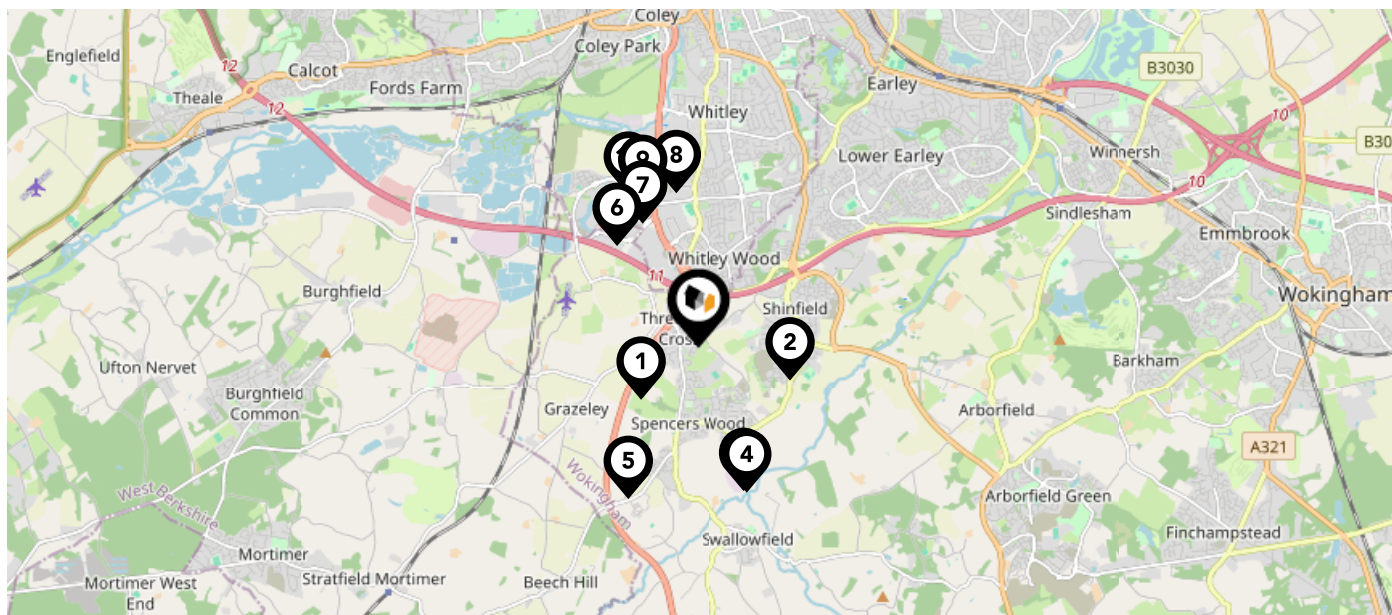 Coley
Englefield
Coley Park
12
Calcot
B3030
Fords Farm
Earley
Theale
12
Whitley
10
B30
8
Lower Earley
Winnersh
7
10
6
Sindlesham
Emmbrook
Whitley Wood
11
Burghfield
Wokingham
Shinfield
2
1
Ufton Nervet
Barkham
Burghfield
Common
Grazeley
Arborfield
Spencers Wood
A321
4
5
West Berkshire
Wokingham
Arborfield Green
Finchampstead
Swallowfield
Mortimer
Stratfield Mortimer
Beech Hill
Mortimer West
End